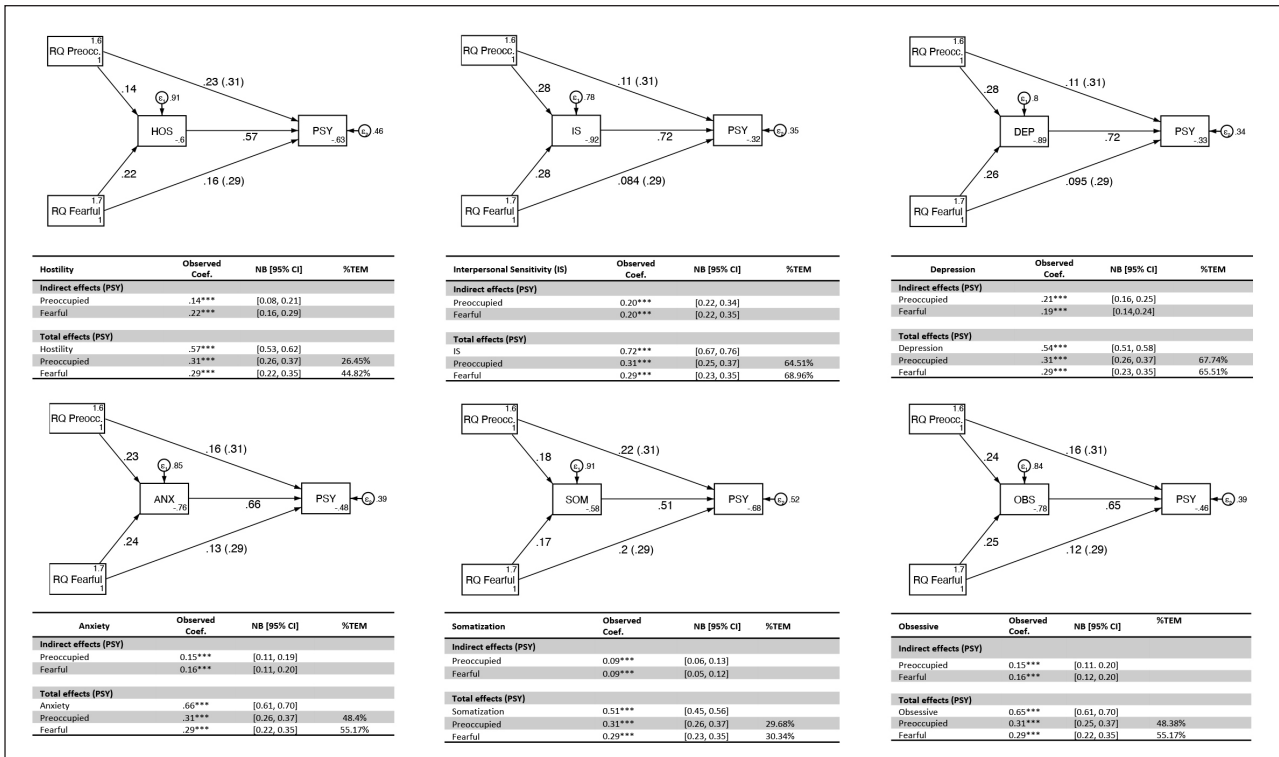 1.6
RQ Preocc.
1
.14
.23 (.31)
ε₁ .91
HOS
-.6
.57
PSY
-.63
ε₂ .46
.22
.16 (.29)
1.7
RQ Fearful
1
1.6
RQ Preocc.
1
.28
.11 (.31)
ε₁ .78
IS
-.92
.72
PSY
-.32
ε₂ .35
.28
.084 (.29)
1.7
RQ Fearful
1
1.6
RQ Preocc.
1
.28
.11 (.31)
ε₁ .8
DEP
-.89
.72
PSY
-.33
ε₂ .34
.26
.095 (.29)
1.7
RQ Fearful
1
Hostility Observed Coef. NB [95% CI] %TEM
Indirect effects (PSY)
Preoccupied .14*** [0.08, 0.21]
Fearful .22*** [0.16, 0.29]
Total effects (PSY)
Hostility .57*** [0.53, 0.62]
Preoccupied .31*** [0.26, 0.37] 26.45%
Fearful .29*** [0.22, 0.35] 44.82%
Interpersonal Sensitivity (IS) Observed Coef. NB [95% CI] %TEM
Indirect effects (PSY)
Preoccupied 0.20*** [0.22, 0.34]
Fearful 0.20*** [0.22, 0.35]
Total effects (PSY)
IS 0.72*** [0.67, 0.76]
Preoccupied 0.31*** [0.25, 0.37] 64.51%
Fearful 0.29*** [0.23, 0.35] 68.96%
Depression Observed Coef. NB [95% CI] %TEM
Indirect effects (PSY)
Preoccupied .21*** [0.16, 0.25]
Fearful .19*** [0.14,0.24]
Total effects (PSY)
Depression .54*** [0.51, 0.58]
Preoccupied .31*** [0.26, 0.37] 67.74%
Fearful .29*** [0.23, 0.35] 65.51%
1.6
RQ Preocc.
1
.23
.16 (.31)
ε₁ .85
ANX
-.76
.66
PSY
-.48
ε₂ .39
.24
.13 (.29)
1.7
RQ Fearful
1
1.6
RQ Preocc.
1
.18
.22 (.31)
ε₁ .91
SOM
-.58
.51
PSY
-.68
ε₂ .52
.17
.2 (.29)
1.7
RQ Fearful
1
1.6
RQ Preocc.
1
.24
.16 (.31)
ε₁ .84
OBS
-.78
.65
PSY
-.46
ε₂ .39
.25
.12 (.29)
1.7
RQ Fearful
1
Anxiety Observed Coef. NB [95% CI] %TEM
Indirect effects (PSY)
Preoccupied 0.15*** [0.11, 0.19]
Fearful 0.16*** [0.11, 0.20]
Total effects (PSY)
Anxiety .66*** [0.61, 0.70]
Preoccupied .31*** [0.26, 0.37] 48.4%
Fearful .29*** [0.22, 0.35] 55.17%
Somatization Observed Coef. NB [95% CI] %TEM
Indirect effects (PSY)
Preoccupied 0.09*** [0.06, 0.13]
Fearful 0.09*** [0.05, 0.12]
Total effects (PSY)
Somatization 0.51*** [0.45, 0.56]
Preoccupied 0.31*** [0.26, 0.37] 29.68%
Fearful 0.29*** [0.23, 0.35] 30.34%
Obsessive Observed Coef. NB [95% CI] %TEM
Indirect effects (PSY)
Preoccupied 0.15*** [0.11. 0.20]
Fearful 0.16*** [0.12, 0.20]
Total effects (PSY)
Obsessive 0.65*** [0.61, 0.70]
Preoccupied 0.31*** [0.25, 0.37] 48.38%
Fearful 0.29*** [0.22, 0.35] 55.17%